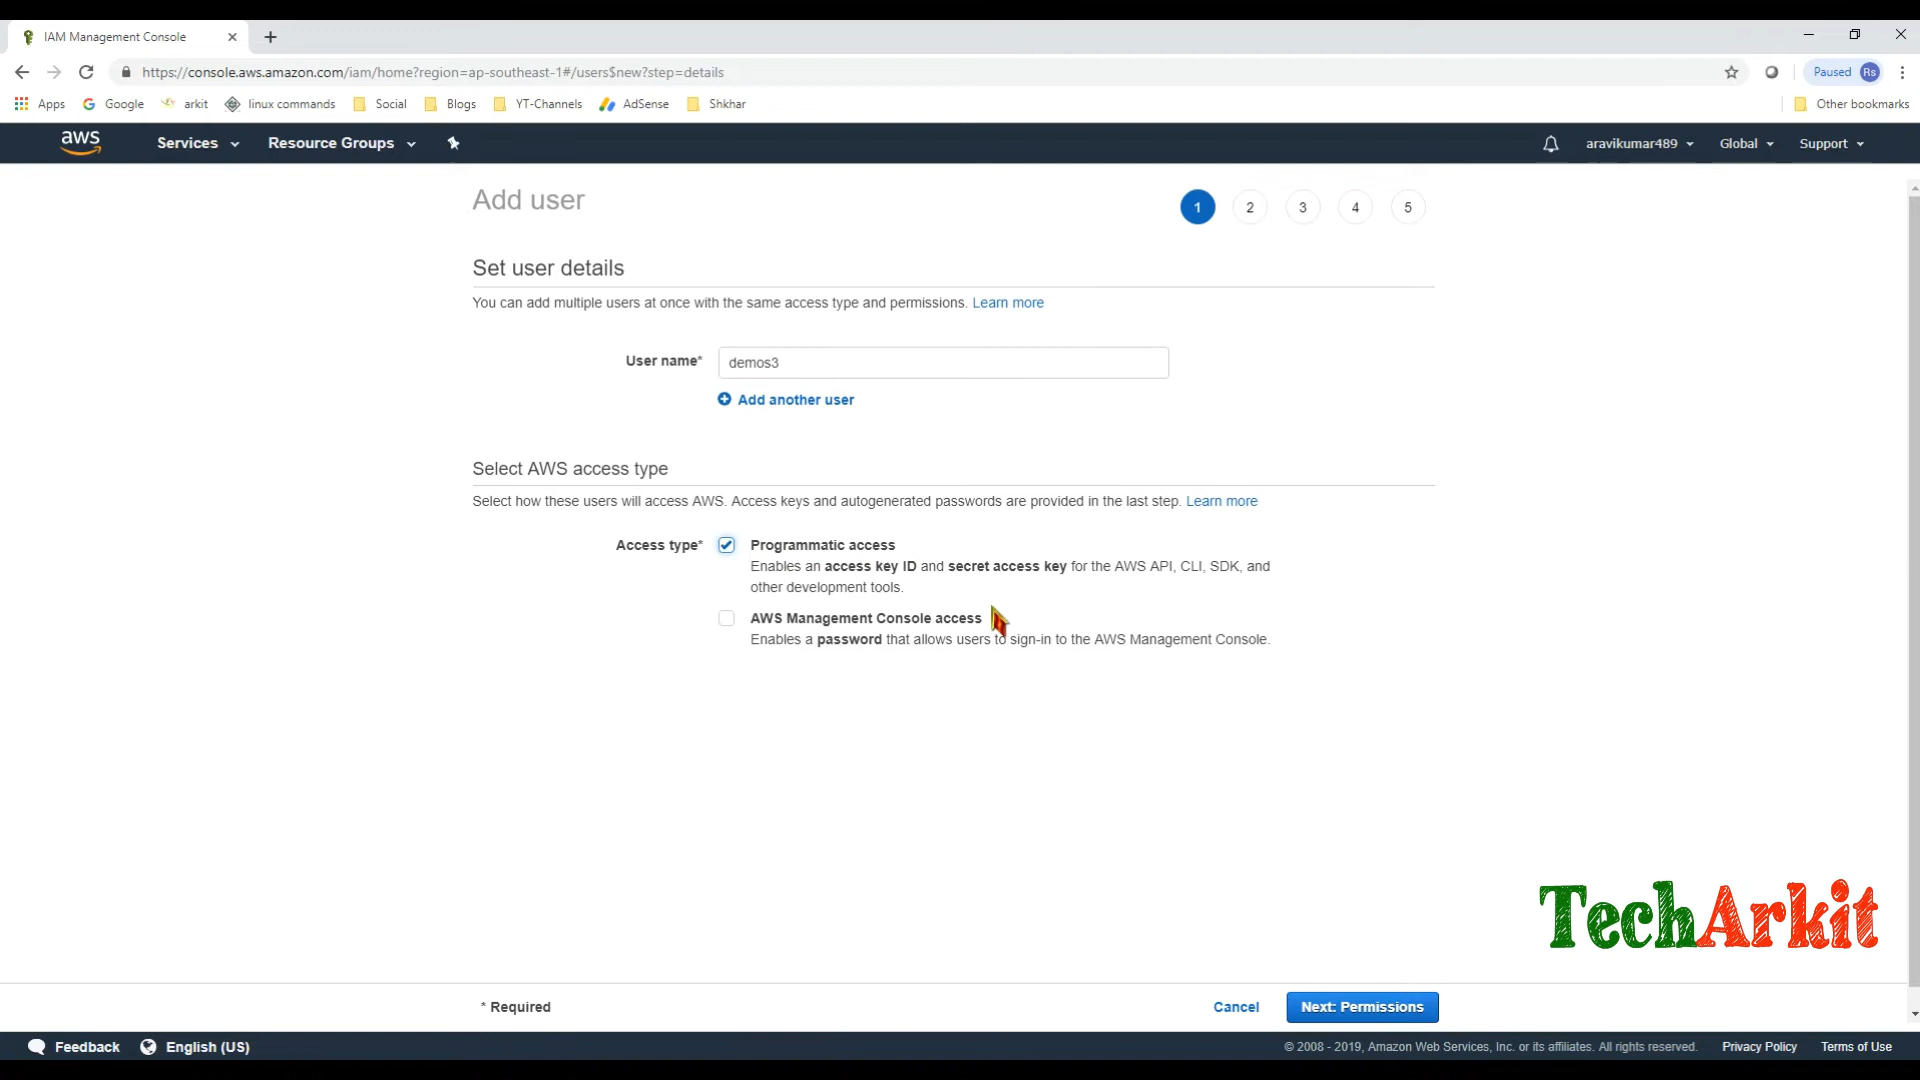 IAM Management Console
https://console.aws.amazon.com/iam/home?region=ap-southeast-1#/users$new?step=details
Paused Rs
Apps Google arkit linux commands Social Blogs YT-Channels AdSense Shkhar Other bookmarks
aws Services Resource Groups aravikumar489 Global Support
Add user 1 2 3 4 5
Set user details
You can add multiple users at once with the same access type and permissions. Learn more
User name* demos3
Add another user
Select AWS access type
Select how these users will access AWS. Access keys and autogenerated passwords are provided in the last step. Learn more
Access type* Programmatic access
Enables an access key ID and secret access key for the AWS API, CLI, SDK, and
other development tools.
AWS Management Console access
Enables a password that allows users to sign-in to the AWS Management Console.
TechArkit
* Required Cancel Next: Permissions
Feedback English (US) © 2008 - 2019, Amazon Web Services, Inc. or its affiliates. All rights reserved. Privacy Policy Terms of Use